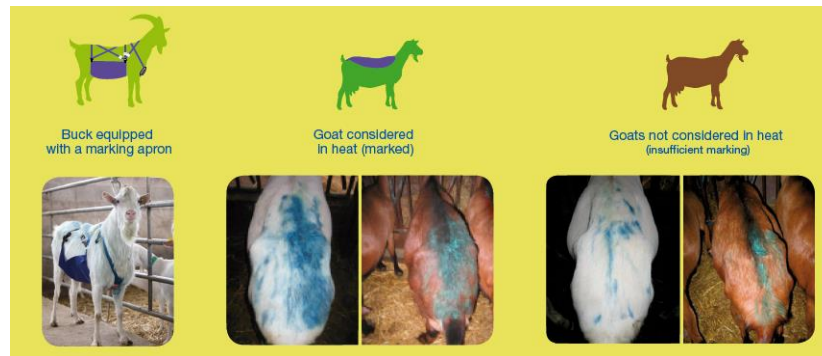 Buck equipped
with a marking apron
Goat considered
in heat (marked)
Goats not considered in heat
(insufficient marking)